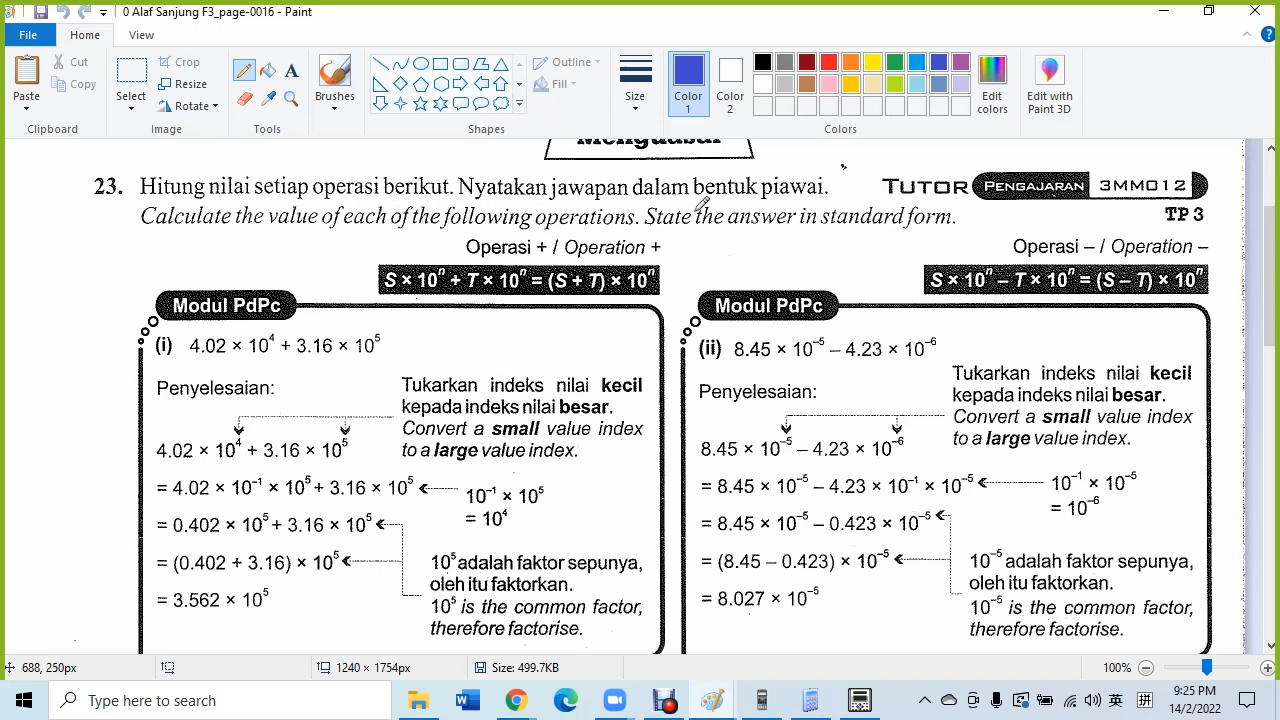 0 Alaf Sanjung F3_page-0016 - Paint
File Home View
Paste
Cut
Copy
Clipboard
Select
Crop
Resize
Rotate
Image
A
Tools
Brushes
Shapes
Outline
Fill
Size
Color 1
Color 2
Edit colors
Colors
Edit with Paint 3D
Mengubal
23. Hitung nilai setiap operasi berikut. Nyatakan jawapan dalam bentuk piawai.
Calculate the value of each of the following operations. State the answer in standard form.
TUTOR PENGAJARAN 3MM012
TP 3
Operasi + / Operation +
S × 10ⁿ + T × 10ⁿ = (S + T) × 10ⁿ
Modul PdPc
(i) 4.02 × 10⁴ + 3.16 × 10⁵
Penyelesaian:
Tukarkan indeks nilai kecil
kepada indeks nilai besar.
Convert a small value index
to a large value index.
4.02 × 10⁴ + 3.16 × 10⁵
= 4.02 × 10⁻¹ × 10⁵ + 3.16 × 10⁵
10⁻¹ × 10⁵
= 10⁴
= 0.402 × 10⁵ + 3.16 × 10⁵
= (0.402 + 3.16) × 10⁵
10⁵ adalah faktor sepunya,
oleh itu faktorkan.
10⁵ is the common factor,
therefore factorise.
= 3.562 × 10⁵
Operasi – / Operation –
S × 10ⁿ – T × 10ⁿ = (S – T) × 10ⁿ
Modul PdPc
(ii) 8.45 × 10⁻⁵ – 4.23 × 10⁻⁶
Penyelesaian:
Tukarkan indeks nilai kecil
kepada indeks nilai besar.
Convert a small value index
to a large value index.
8.45 × 10⁻⁵ – 4.23 × 10⁻⁶
= 8.45 × 10⁻⁵ – 4.23 × 10⁻¹ × 10⁻⁵
10⁻¹ × 10⁻⁵
= 10⁻⁶
= 8.45 × 10⁻⁵ – 0.423 × 10⁻⁵
= (8.45 – 0.423) × 10⁻⁵
10⁻⁵ adalah faktor sepunya,
oleh itu faktorkan.
10⁻⁵ is the common factor,
therefore factorise.
= 8.027 × 10⁻⁵
688, 250px
1240 × 1754px
Size: 499.7KB
100%
Type here to search
英
拼
9:25 PM
14/2/2022